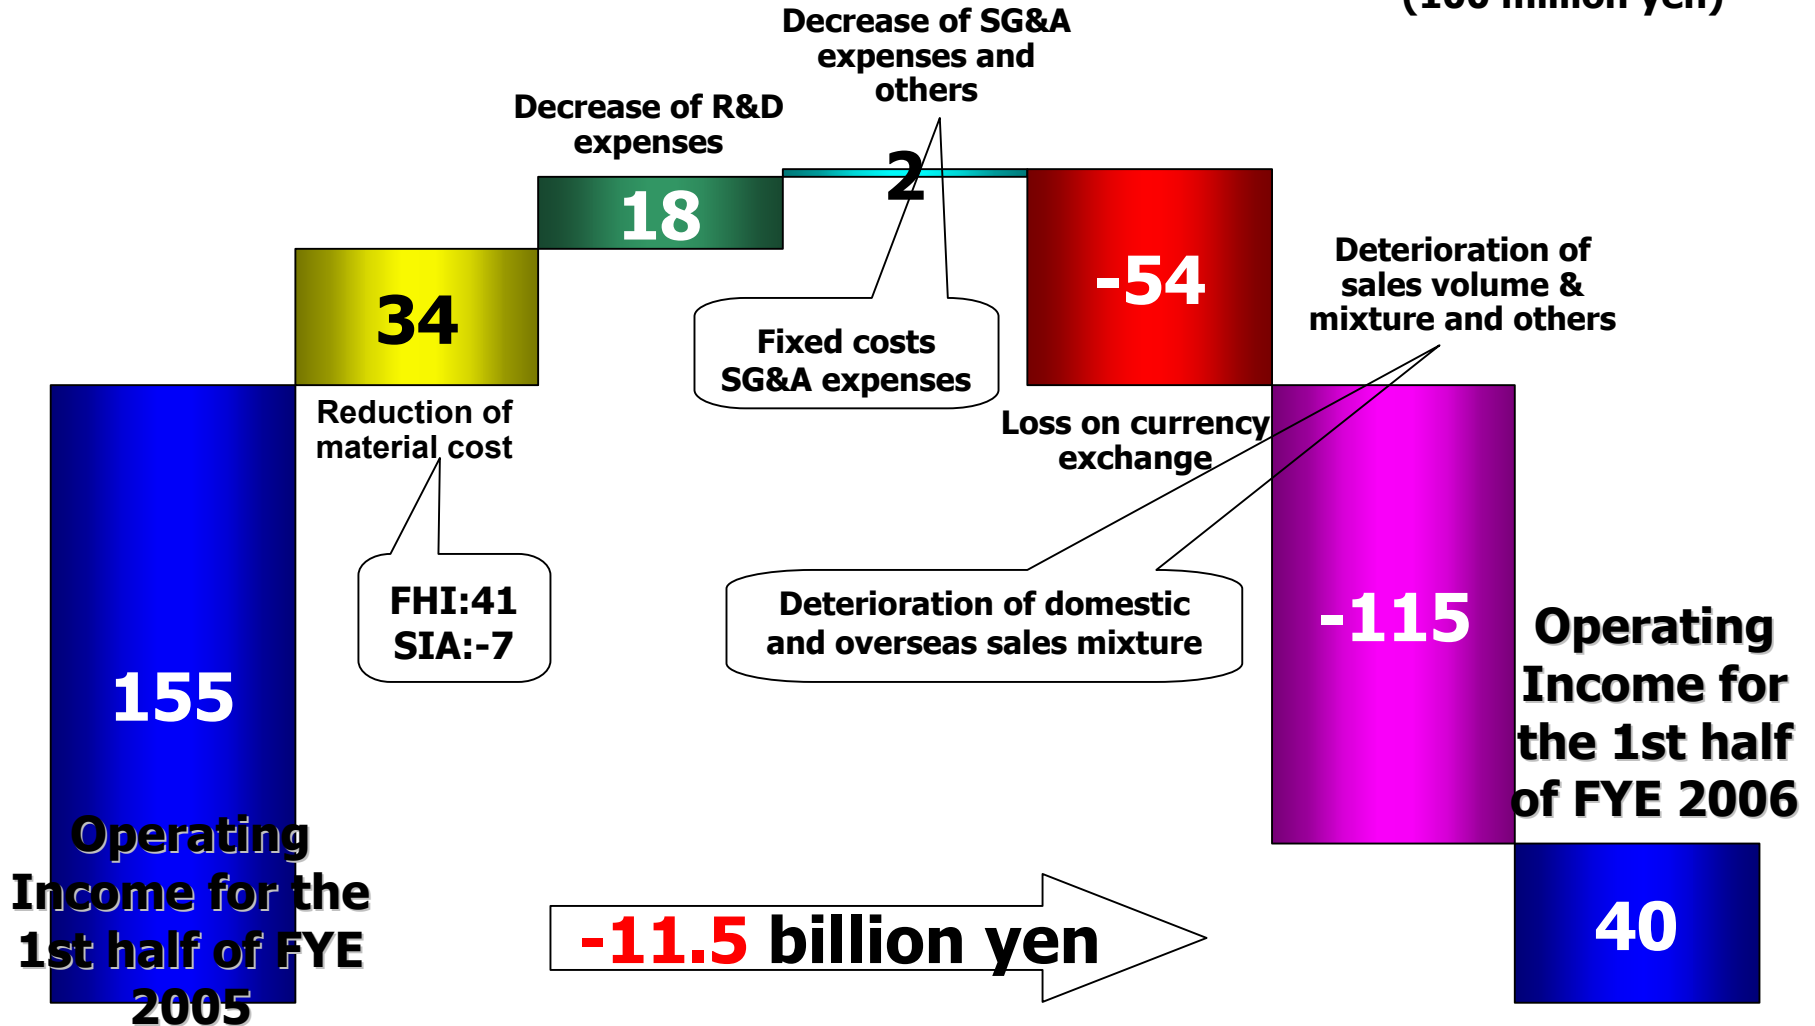 (100 million yen)
Decrease of SG&A
expenses and
others
Decrease of R&D
expenses
2
18
-54
34
Deterioration of
sales volume &
mixture and others
Fixed costs
SG&A expenses
Reduction of
material cost
Loss on currency
exchange
FHI:41
SIA:-7
Deterioration of domestic
and overseas sales mixture
-115
155
Operating
Income for
the 1st half
of FYE 2006
Operating
Income for the
1st half of FYE
2005
-11.5 billion yen
40